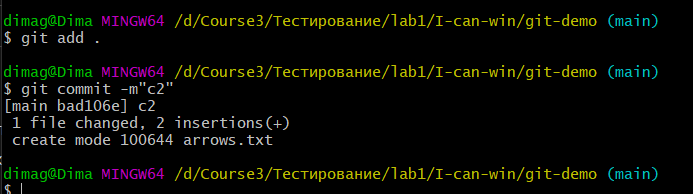 dimag@Dima MINGW64 /d/Course3/Тестирование/lab1/I-can-win/git-demo (main)
$ git add .
dimag@Dima MINGW64 /d/Course3/Тестирование/lab1/I-can-win/git-demo (main)
$ git commit -m"c2"
[main bad106e] c2
 1 file changed, 2 insertions(+)
 create mode 100644 arrows.txt
dimag@Dima MINGW64 /d/Course3/Тестирование/lab1/I-can-win/git-demo (main)
$